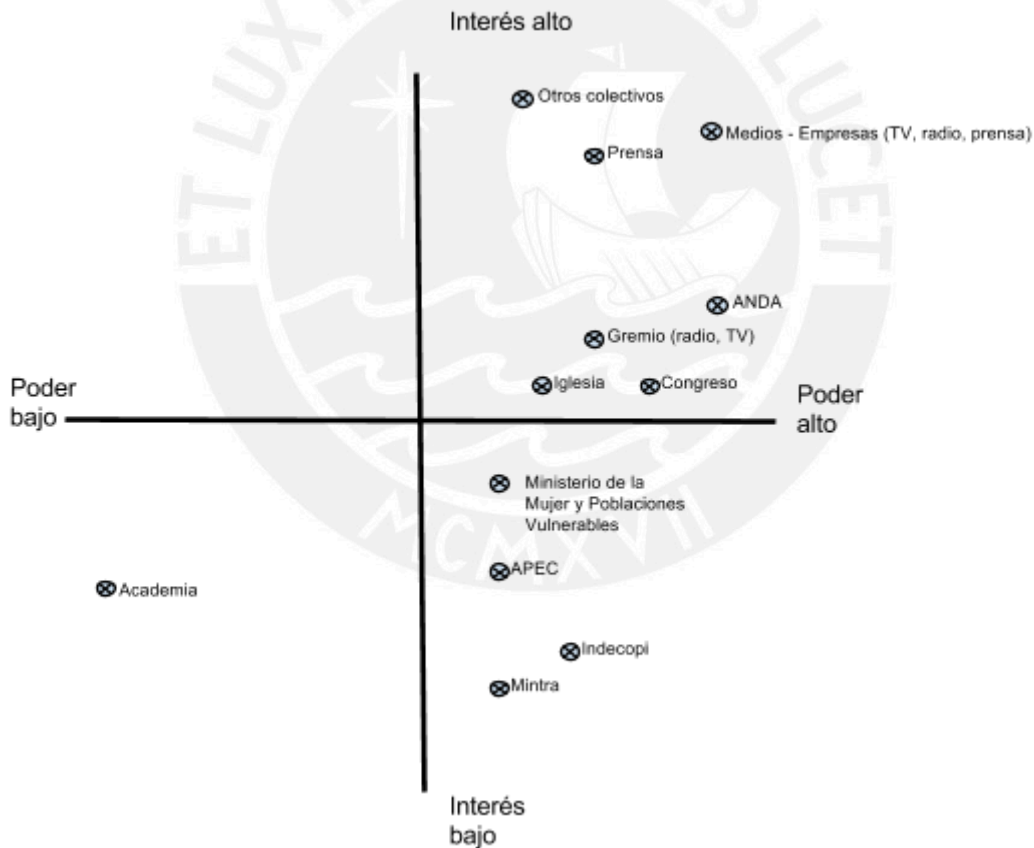 Interés alto
Otros colectivos
Medios - Empresas (TV, radio, prensa)
Prensa
ANDA
Gremio (radio, TV)
Iglesia
Congreso
Poder
bajo
Poder
alto
Ministerio de la
Mujer y Poblaciones
Vulnerables
APEC
Academia
Indecopi
Mintra
Interés
bajo
MCMXVII